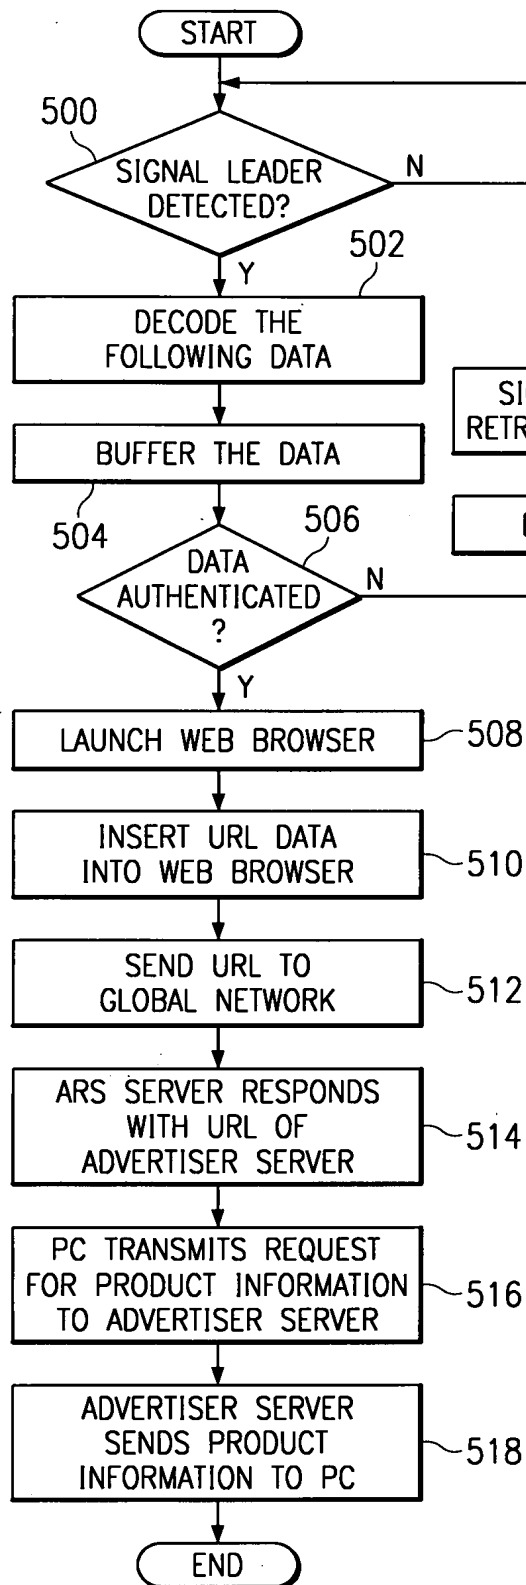 START
500
SIGNAL LEADER
DETECTED?
N
Y
502
DECODE THE
FOLLOWING DATA
BUFFER THE DATA
504
506
DATA
AUTHENTICATED
?
N
Y
LAUNCH WEB BROWSER
508
INSERT URL DATA
INTO WEB BROWSER
510
SEND URL TO
GLOBAL NETWORK
512
ARS SERVER RESPONDS
WITH URL OF
ADVERTISER SERVER
514
PC TRANSMITS REQUEST
FOR PRODUCT INFORMATION
TO ADVERTISER SERVER
516
ADVERTISER SERVER
SENDS PRODUCT
INFORMATION TO PC
518
END